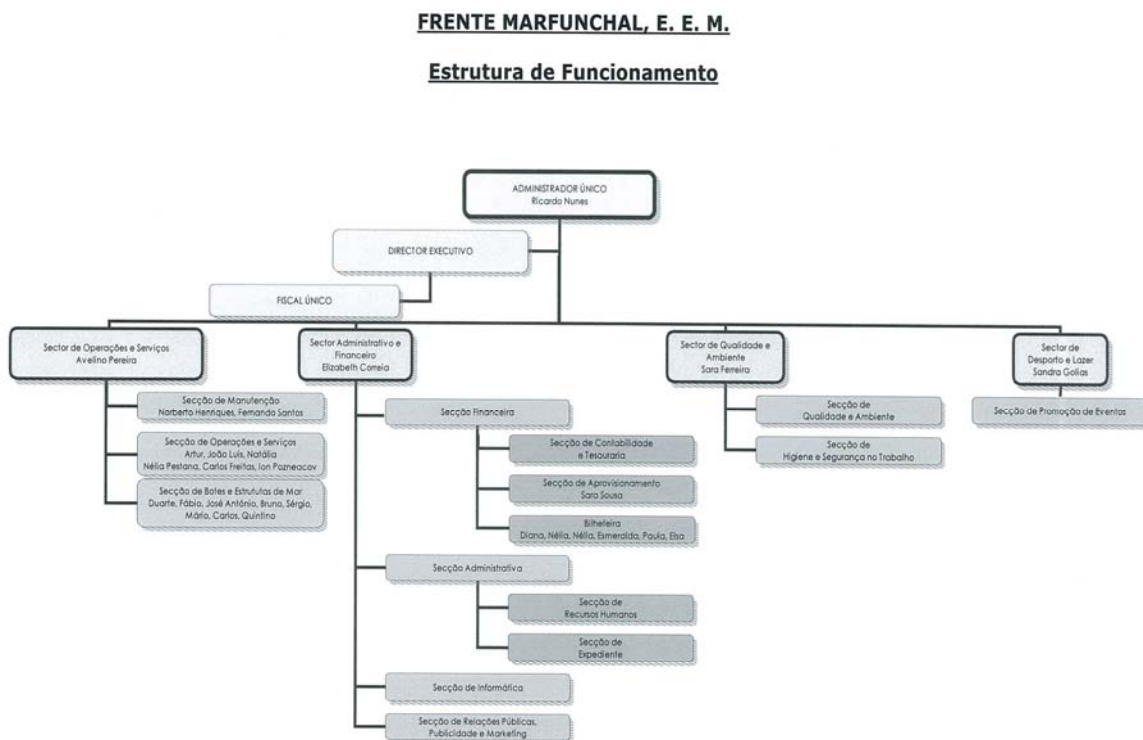 FRENTE MARFUNCHAL, E. E. M.
Estrutura de Funcionamento
ADMINISTRADOR ÚNICO
Ricardo Nunes
DIRECTOR EXECUTIVO
FISCAL ÚNICO
Sector de Operações e Serviços
Avelino Pereira
Sector Administrativo e
Financeiro
Elizabeth Correia
Sector de Qualidade e
Ambiente
Sara Ferreira
Sector de
Desporto e Lazer
Sandra Golias
Secção de Manutenção
Norberto Henriques, Fernando Santos
Secção de Operações e Serviços
Artur, João Luís, Natália
Nélia Pestana, Carlos Freitas, Ion Pozneacov
Secção de Botes e Estrututas de Mar
Duarte, Fábio, José António, Bruno, Sérgio,
Mário, Carlos, Quintino
Secção Financeira
Secção de Contabilidade
e Tesouraria
Secção de Aprovisionamento
Sara Sousa
Bilheteira
Diana, Nélia, Nélia, Esmeralda, Paula, Elsa
Secção Administrativa
Secção de
Recursos Humanos
Secção de
Expediente
Secção de Informática
Secção de Relações Públicas,
Publicidade e Marketing
Secção de
Qualidade e Ambiente
Secção de
Higiene e Segurança no Trabalho
Secção de Promoção de Eventos